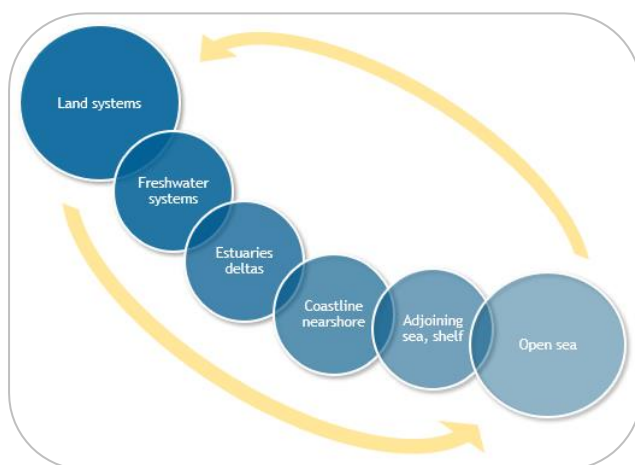 Land systems
Freshwater
systems
Estuaries
deltas
Coastline
nearshore
Adjoining
sea, shelf
Open sea